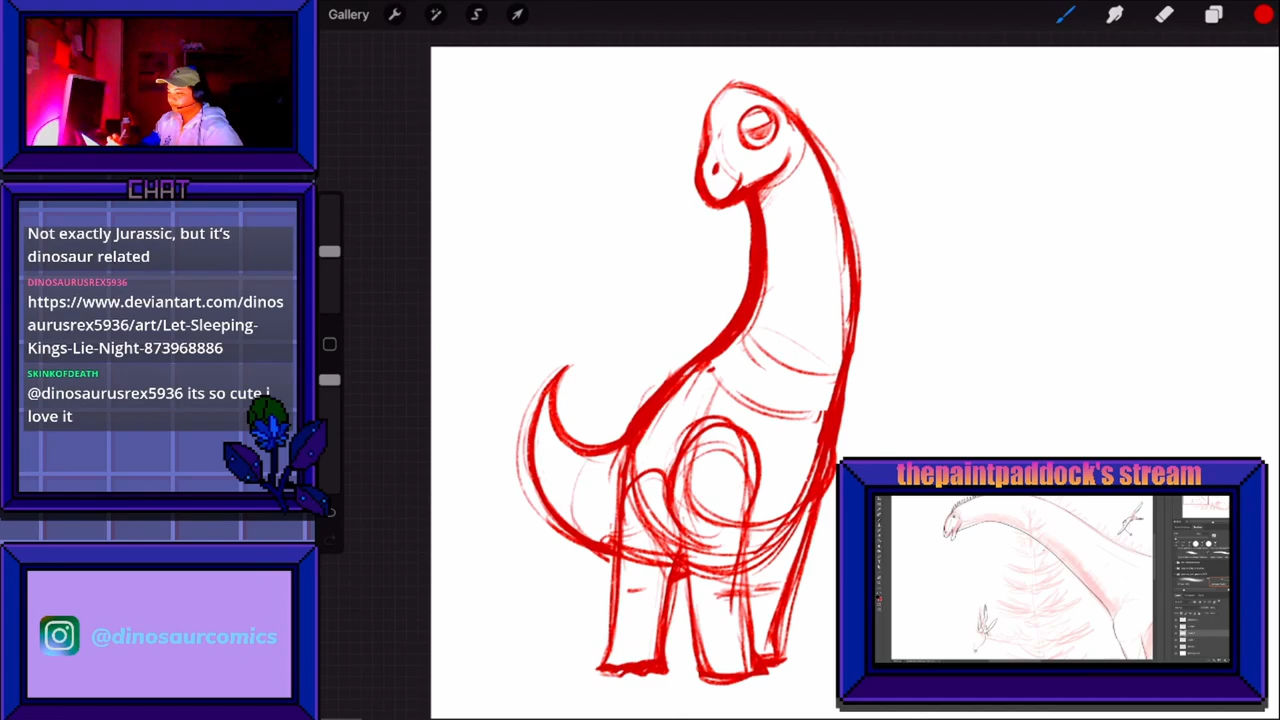 Gallery
CHAT
Not exactly Jurassic, but it's
dinosaur related
DINOSAURUSREX5936
https://www.deviantart.com/dinos
aurusrex5936/art/Let-Sleeping-
Kings-Lie-Night-873968886
SKINKOFDEATH
@dinosaurusrex5936 its so cute i
love it
thepaintpaddock's stream
@dinosaurcomics